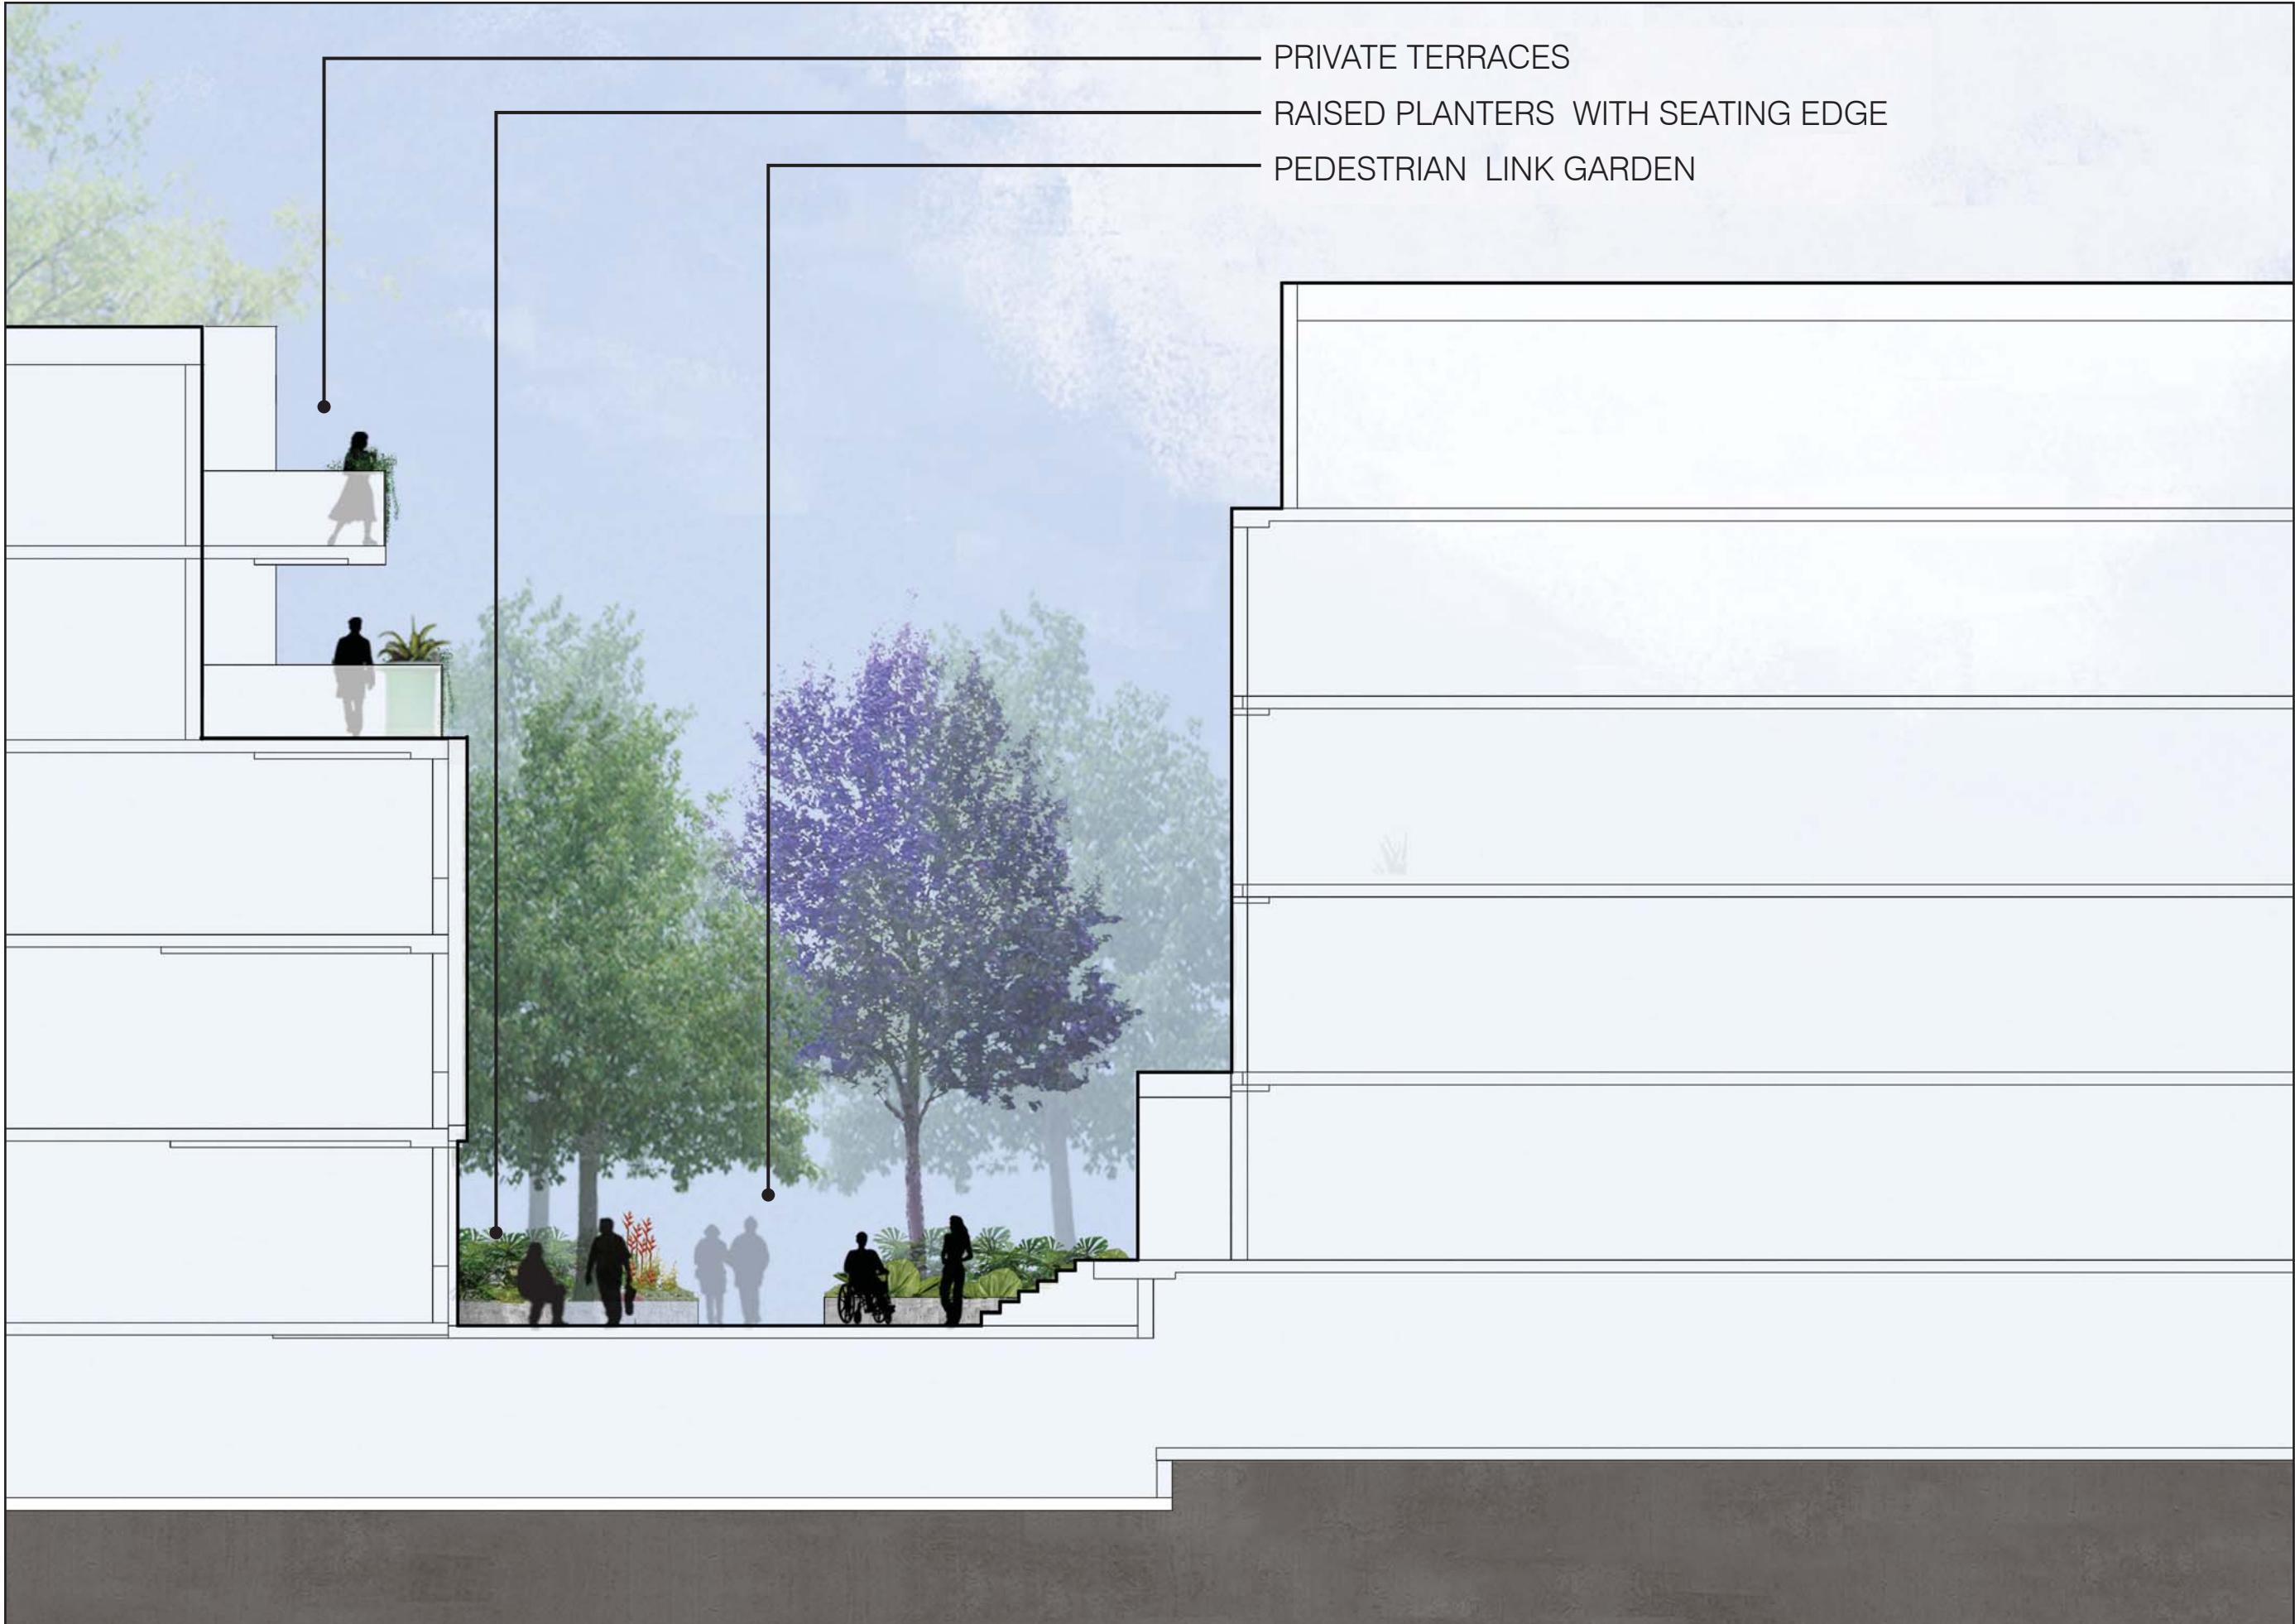 PRIVATE TERRACES
RAISED PLANTERS WITH SEATING EDGE
PEDESTRIAN LINK GARDEN